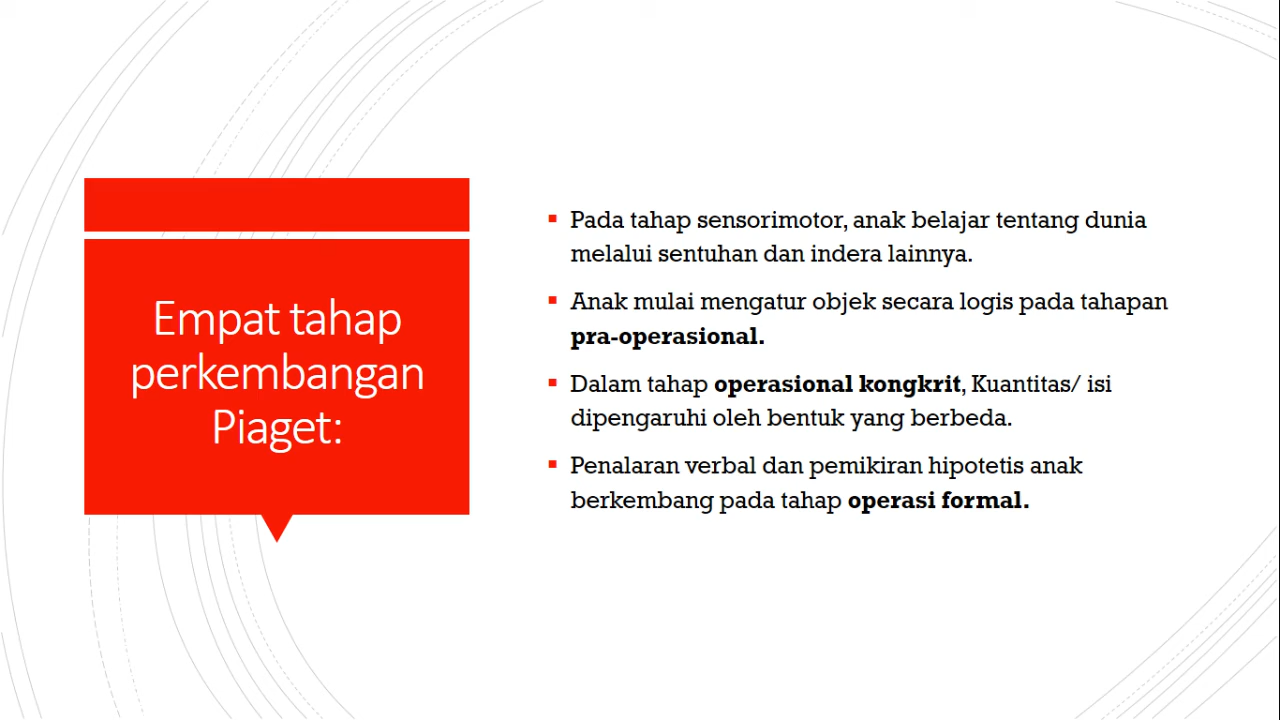 Empat tahap
perkembangan
Piaget:
▪ Pada tahap sensorimotor, anak belajar tentang dunia
melalui sentuhan dan indera lainnya.
▪ Anak mulai mengatur objek secara logis pada tahapan
pra-operasional.
▪ Dalam tahap operasional kongkrit, Kuantitas/ isi
dipengaruhi oleh bentuk yang berbeda.
▪ Penalaran verbal dan pemikiran hipotetis anak
berkembang pada tahap operasi formal.